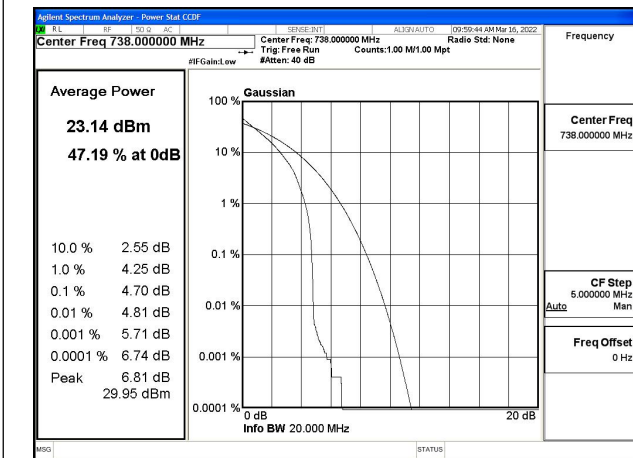 Agilent Spectrum Analyzer - Power Stat CCDF
RL RF 50 Ω AC SENSE:INT ALIGN AUTO 09:59:44 AM Mar 16, 2022
Center Freq 738.000000 MHz
Center Freq: 738.000000 MHz Radio Std: None
Trig: Free Run Counts:1.00 M/1.00 Mpt
#IFGain:Low #Atten: 40 dB
Frequency
Average Power
23.14 dBm
47.19 % at 0dB
10.0 % 2.55 dB
1.0 % 4.25 dB
0.1 % 4.70 dB
0.01 % 4.81 dB
0.001 % 5.71 dB
0.0001 % 6.74 dB
Peak 6.81 dB
29.95 dBm
Gaussian
100 %
10 %
1 %
0.1 %
0.01 %
0.001 %
0.0001 %
0 dB 20 dB
Info BW 20.000 MHz
Center Freq
738.000000 MHz
CF Step
5.000000 MHz
Auto Man
Freq Offset
0 Hz
MSG STATUS